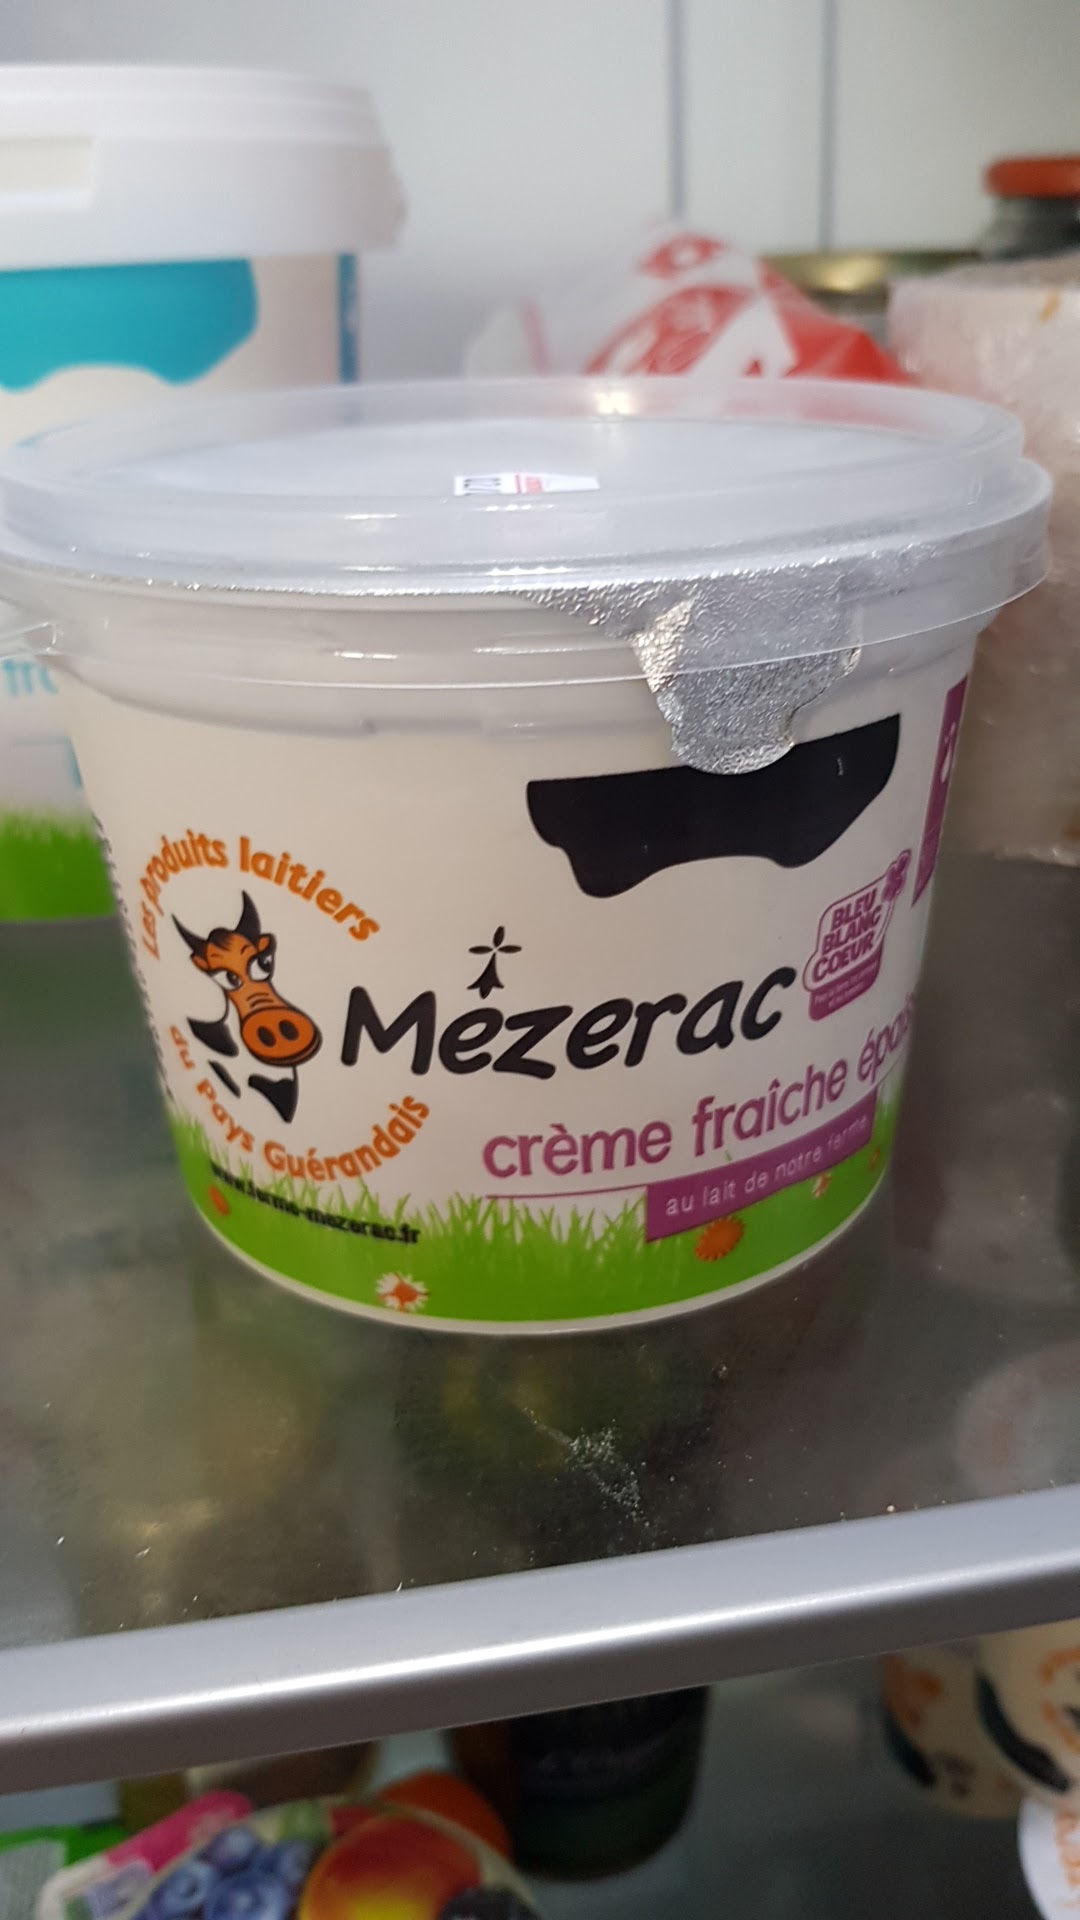 Les produits laitiers
du Pays Guérandais
Mézerac
BLEU
BLANC
COEUR
crème fraîche
au lait de notre ferme
www.ferme-mezerac.fr